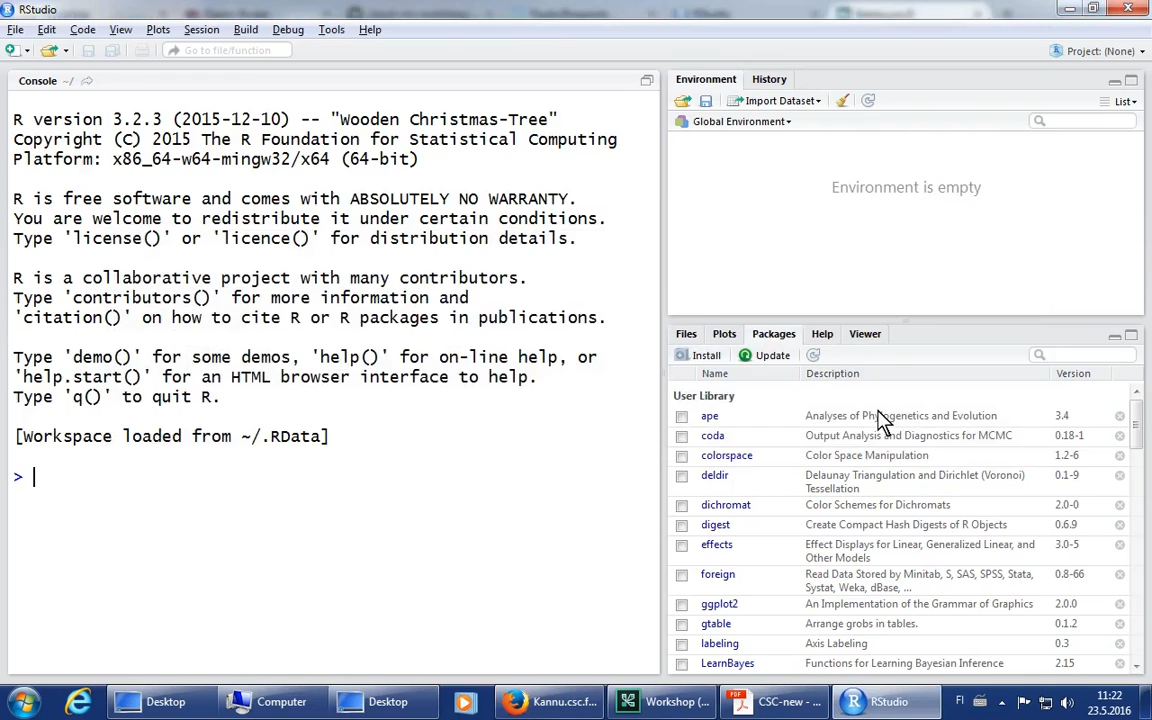 RStudio
File Edit Code View Plots Session Build Debug Tools Help
Go to file/function
Project: (None)
Console ~/
R version 3.2.3 (2015-12-10) -- "Wooden Christmas-Tree"
Copyright (C) 2015 The R Foundation for Statistical Computing
Platform: x86_64-w64-mingw32/x64 (64-bit)
R is free software and comes with ABSOLUTELY NO WARRANTY.
You are welcome to redistribute it under certain conditions.
Type 'license()' or 'licence()' for distribution details.
R is a collaborative project with many contributors.
Type 'contributors()' for more information and
'citation()' on how to cite R or R packages in publications.
Type 'demo()' for some demos, 'help()' for on-line help, or
'help.start()' for an HTML browser interface to help.
Type 'q()' to quit R.
[Workspace loaded from ~/.RData]
>
Environment History
Import Dataset List
Global Environment
Environment is empty
Files Plots Packages Help Viewer
Install Update
Name Description Version
User Library
ape Analyses of Phylogenetics and Evolution 3.4
coda Output Analysis and Diagnostics for MCMC 0.18-1
colorspace Color Space Manipulation 1.2-6
deldir Delaunay Triangulation and Dirichlet (Voronoi) 0.1-9
Tessellation
dichromat Color Schemes for Dichromats 2.0-0
digest Create Compact Hash Digests of R Objects 0.6.9
effects Effect Displays for Linear, Generalized Linear, and 3.0-5
Other Models
foreign Read Data Stored by Minitab, S, SAS, SPSS, Stata, 0.8-66
Systat, Weka, dBase, ...
ggplot2 An Implementation of the Grammar of Graphics 2.0.0
gtable Arrange grobs in tables. 0.1.2
labeling Axis Labeling 0.3
LearnBayes Functions for Learning Bayesian Inference 2.15
Desktop Computer Desktop Kannu.csc.f... Workshop (... CSC-new - ... RStudio FI 11:22
23.5.2016